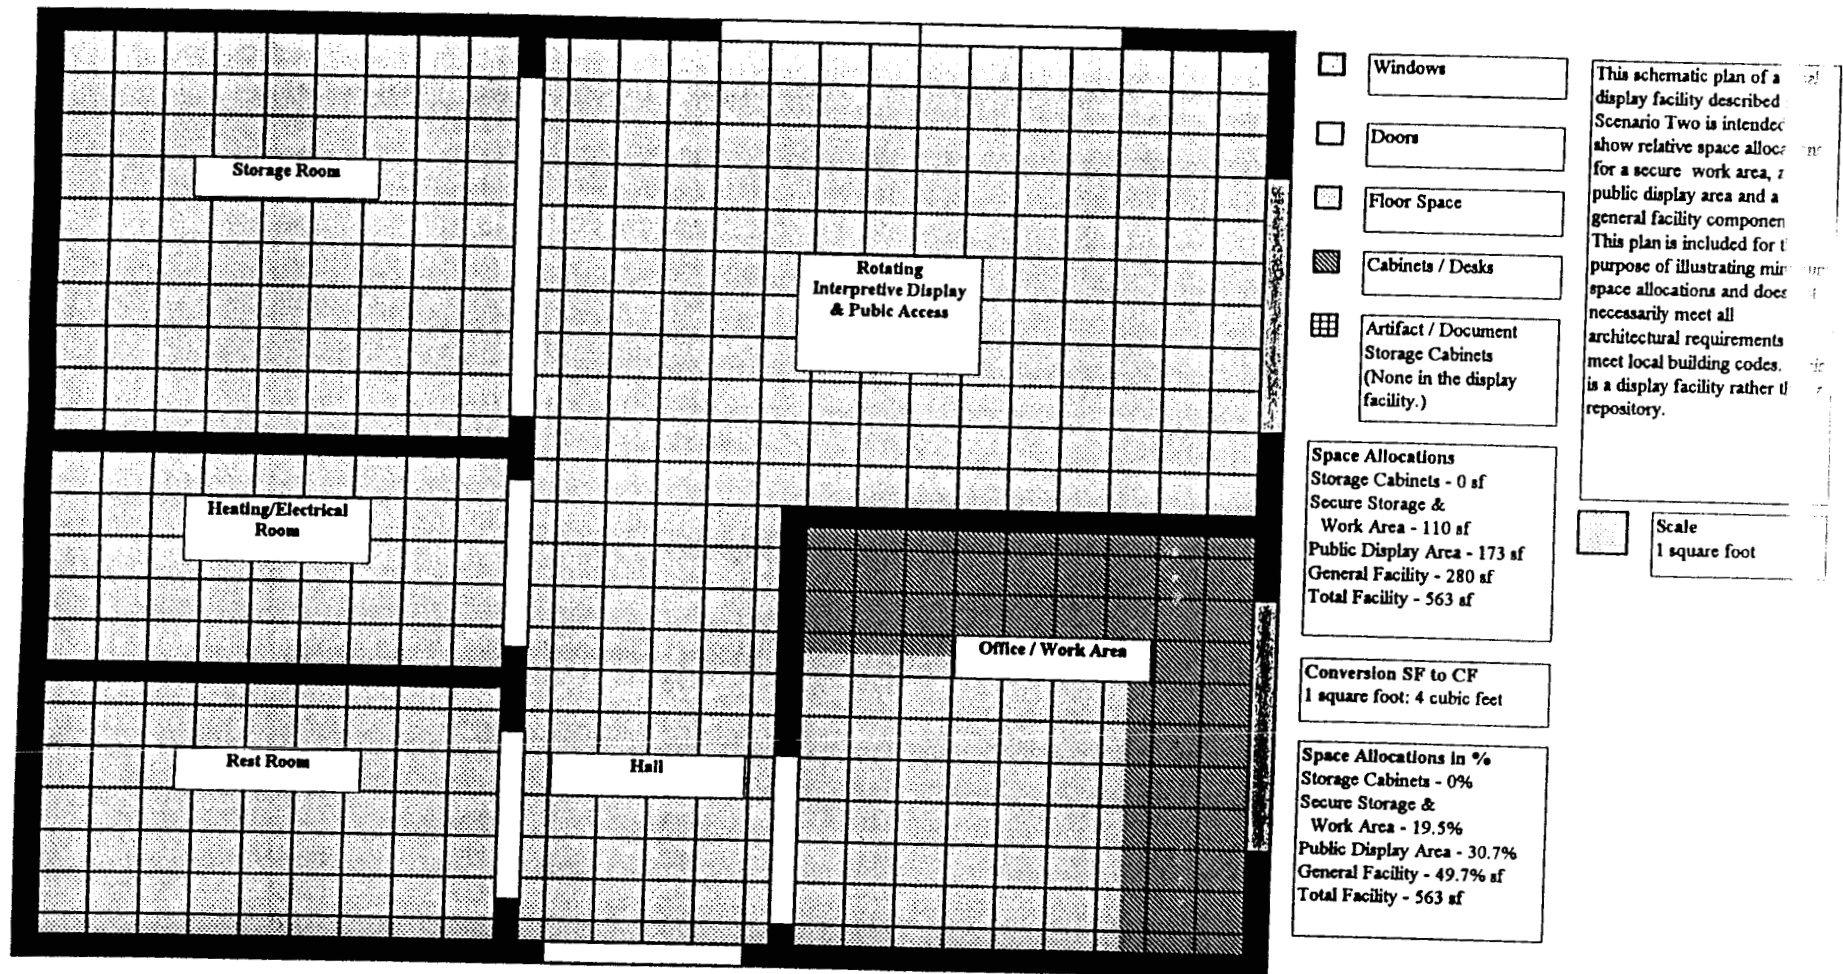 Storage Room
Rotating
Interpretive Display
& Pubic Access
Heating/Electrical
Room
Office / Work Area
Rest Room
Hall
Windows
Doors
Floor Space
Cabinets / Desks
Artifact / Document
Storage Cabinets
(None in the display
facility.)
Space Allocations
Storage Cabinets - 0 sf
Secure Storage &
Work Area - 110 sf
Public Display Area - 173 sf
General Facility - 280 sf
Total Facility - 563 sf
Conversion SF to CF
1 square foot: 4 cubic feet
Space Allocations in %
Storage Cabinets - 0%
Secure Storage &
Work Area - 19.5%
Public Display Area - 30.7%
General Facility - 49.7% sf
Total Facility - 563 sf
This schematic plan of a
display facility described
Scenario Two is intended
show relative space
for a secure work area,
public display area and a
general facility
This plan is included for
purpose of illustrating
space allocations and does
necessarily meet all
architectural requirements
meet local building codes.
is a display facility rather
repository.
Scale
1 square foot